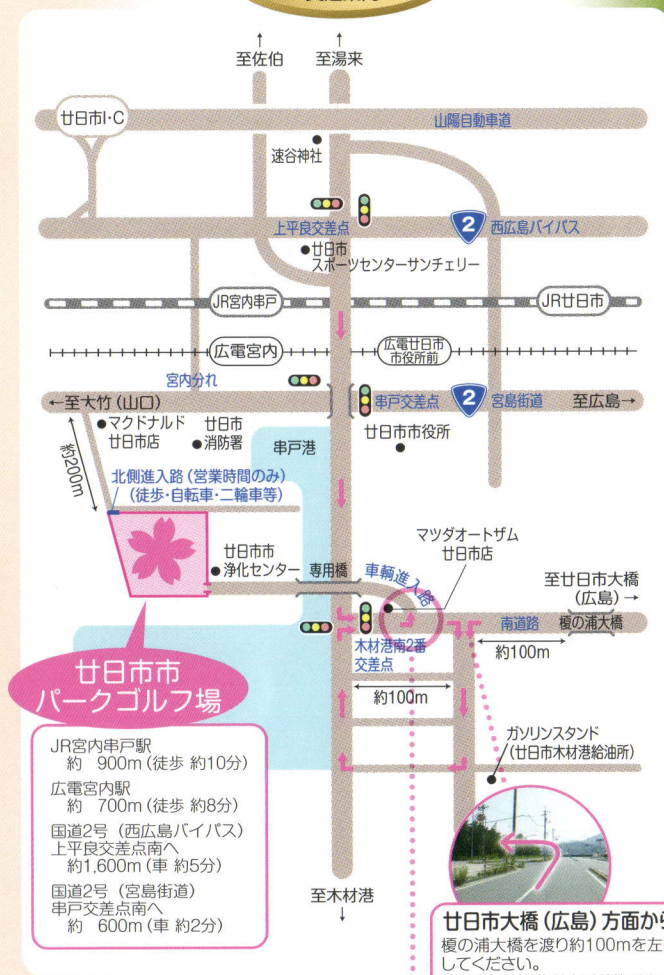 至佐伯
至湯来
廿日市I・C
山陽自動車道
速谷神社
上平良交差点
2
西広島バイパス
廿日市
スポーツセンターサンチェリー
JR宮内串戸
JR廿日市
広電宮内
広電廿日市
市役所前
宮内分れ
←至大竹(山口)
串戸交差点
2
宮島街道
至広島→
マクドナルド
廿日市店
廿日市
消防署
串戸港
廿日市市役所
約200m
北側進入路(営業時間のみ)
(徒歩・自転車・二輪車等)
マツダオートザム
廿日市店
廿日市市
浄化センター
専用橋
車輌進入路
至廿日市大橋
(広島)→
南道路
榎の浦大橋
約100m
木材港南2番
交差点
約100m
廿日市市
パークゴルフ場
ガソリンスタンド
(廿日市木材港給油所)
JR宮内串戸駅
約 900m(徒歩 約10分)
広電宮内駅
約 700m(徒歩 約8分)
国道2号(西広島バイパス)
上平良交差点南へ
約1,600m(車 約5分)
国道2号(宮島街道)
串戸交差点南へ
約 600m(車 約2分)
至木材港
廿日市大橋(広島)方面から
榎の浦大橋を渡り約100mを左
してください。